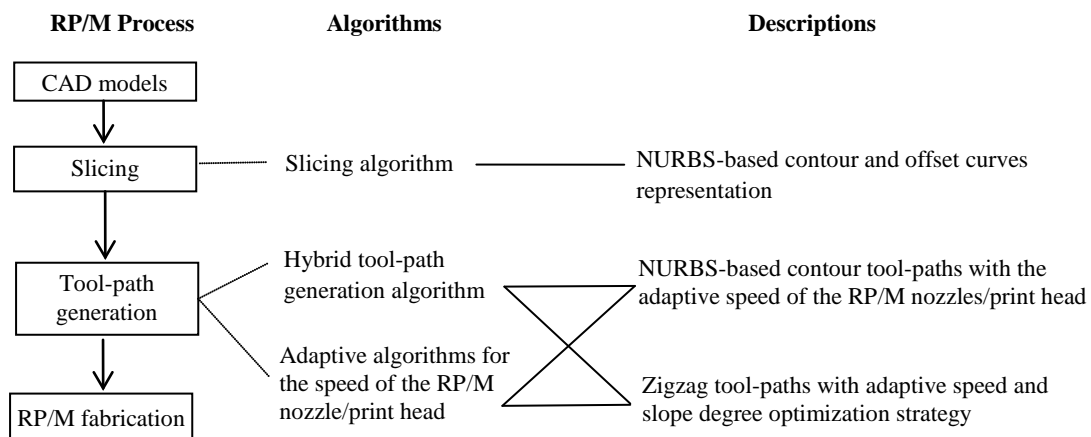 RP/M Process
Algorithms
Descriptions
CAD models
Slicing
Slicing algorithm
NURBS-based contour and offset curves
representation
Tool-path
generation
Hybrid tool-path
generation algorithm
NURBS-based contour tool-paths with the
adaptive speed of the RP/M nozzles/print head
Adaptive algorithms for
the speed of the RP/M
nozzle/print head
Zigzag tool-paths with adaptive speed and
slope degree optimization strategy
RP/M fabrication